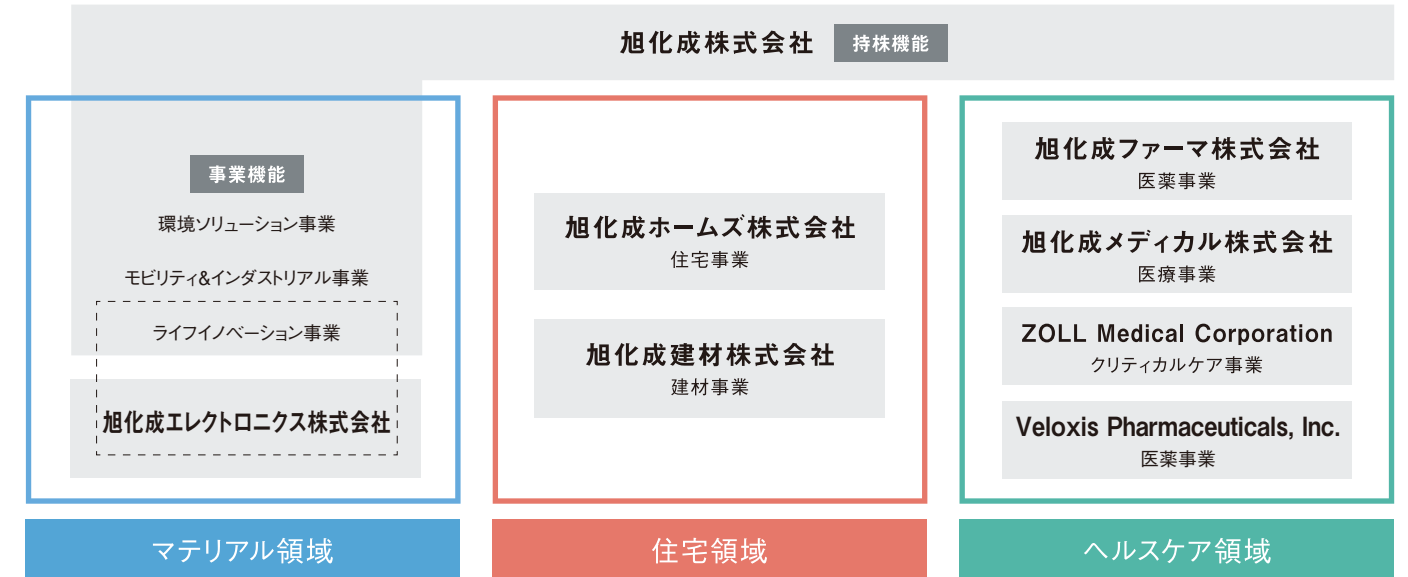 旭化成株式会社 持株機能
事業機能
環境ソリューション事業
モビリティ&インダストリアル事業
ライフイノベーション事業
旭化成エレクトロニクス株式会社
マテリアル領域
旭化成ホームズ株式会社
住宅事業
旭化成建材株式会社
建材事業
住宅領域
旭化成ファーマ株式会社
医薬事業
旭化成メディカル株式会社
医療事業
ZOLL Medical Corporation
クリティカルケア事業
Veloxis Pharmaceuticals, Inc.
医薬事業
ヘルスケア領域